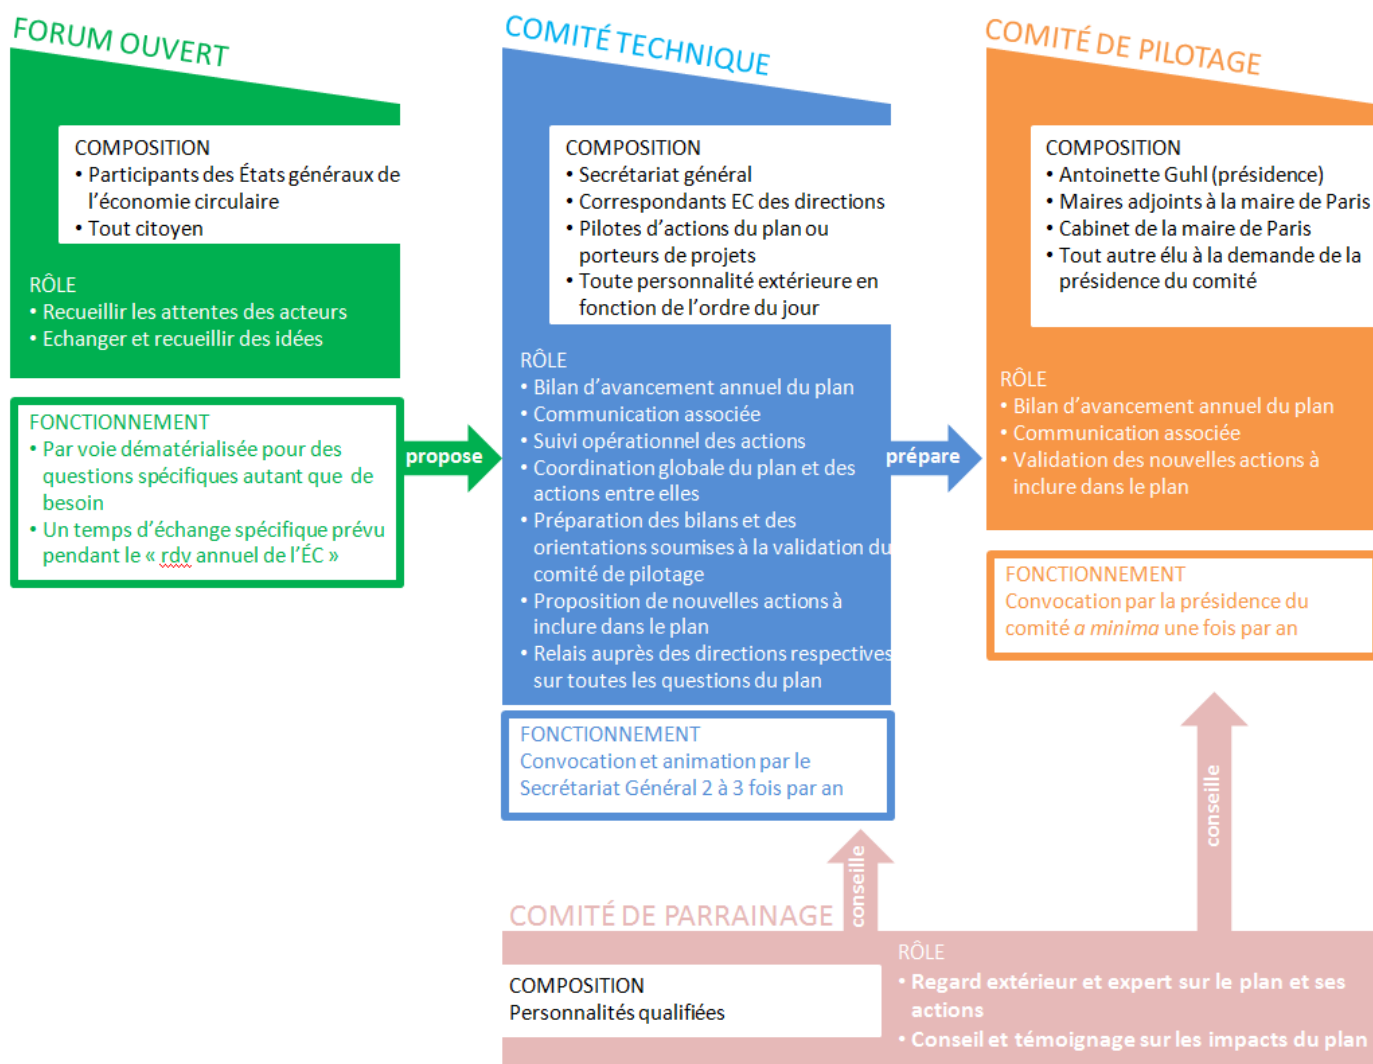 FORUM OUVERT
COMPOSITION
• Participants des États généraux de
l'économie circulaire
• Tout citoyen
RÔLE
• Recueillir les attentes des acteurs
• Echanger et recueillir des idées
FONCTIONNEMENT
• Par voie dématérialisée pour des
questions spécifiques autant que de
besoin
• Un temps d'échange spécifique prévu
pendant le « rdv annuel de l'ÉC »
propose
COMITÉ TECHNIQUE
COMPOSITION
• Secrétariat général
• Correspondants EC des directions
• Pilotes d'actions du plan ou
porteurs de projets
• Toute personnalité extérieure en
fonction de l'ordre du jour
RÔLE
• Bilan d'avancement annuel du plan
• Communication associée
• Suivi opérationnel des actions
• Coordination globale du plan et des
actions entre elles
• Préparation des bilans et des
orientations soumises à la validation du
comité de pilotage
• Proposition de nouvelles actions à
inclure dans le plan
• Relais auprès des directions respectives
sur toutes les questions du plan
FONCTIONNEMENT
Convocation et animation par le
Secrétariat Général 2 à 3 fois par an
prépare
COMITÉ DE PILOTAGE
COMPOSITION
• Antoinette Guhl (présidence)
• Maires adjoints à la maire de Paris
• Cabinet de la maire de Paris
• Tout autre élu à la demande de la
présidence du comité
RÔLE
• Bilan d'avancement annuel du plan
• Communication associée
• Validation des nouvelles actions à
inclure dans le plan
FONCTIONNEMENT
Convocation par la présidence du
comité a minima une fois par an
conseille
conseille
COMITÉ DE PARRAINAGE
COMPOSITION
Personnalités qualifiées
RÔLE
• Regard extérieur et expert sur le plan et ses
actions
• Conseil et témoignage sur les impacts du plan